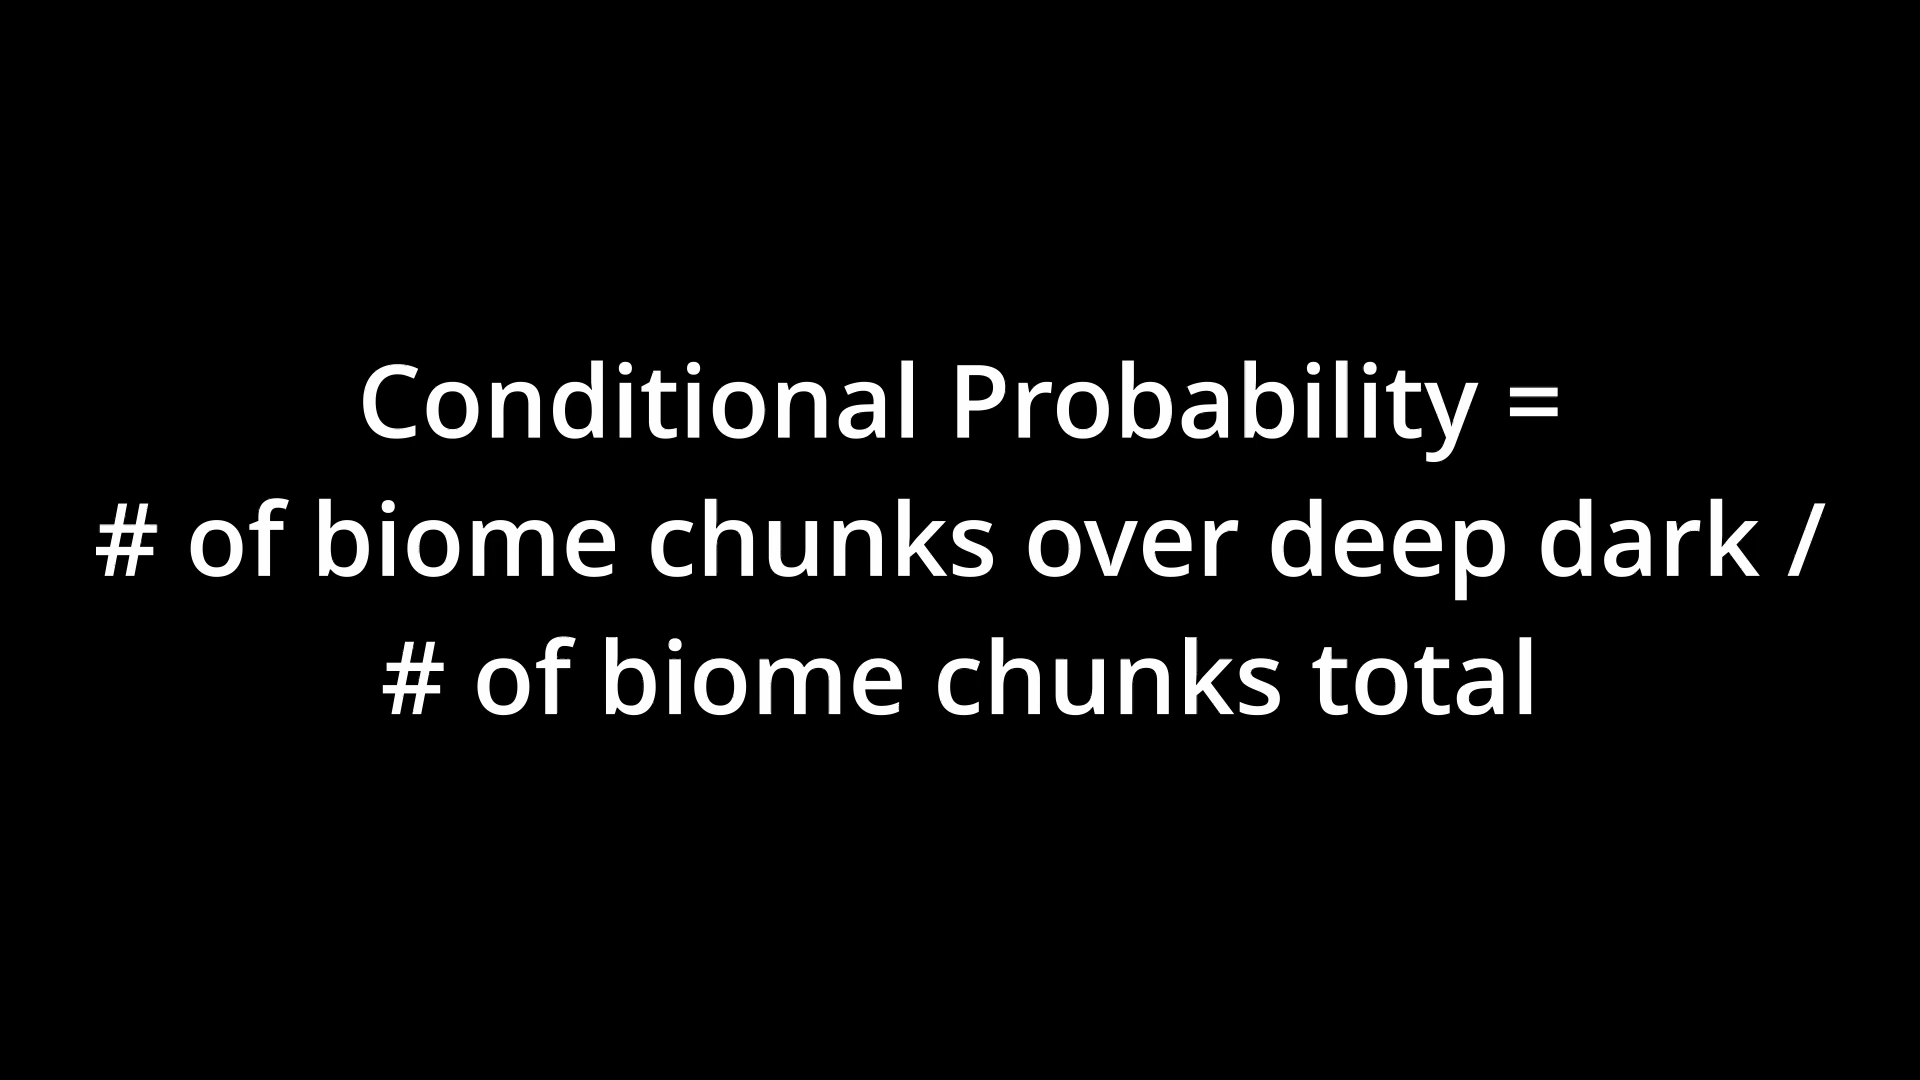 Conditional Probability =
# of biome chunks over deep dark /
# of biome chunks total